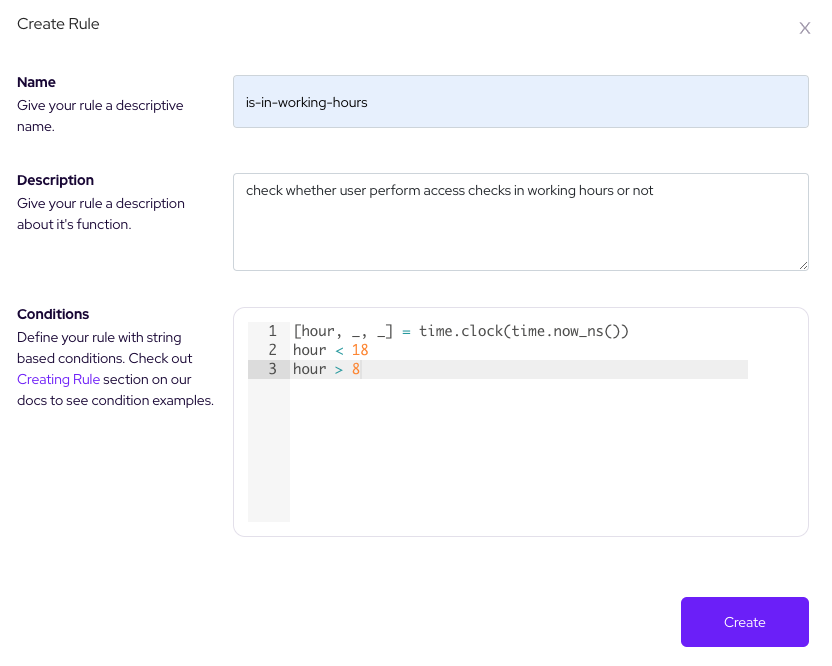 Create Rule
X
Name
Give your rule a descriptive
name.
is-in-working-hours
Description
Give your rule a description
about it's function.
check whether user perform access checks in working hours or not
Conditions
Define your rule with string
based conditions. Check out
Creating Rule section on our
docs to see condition examples.
1 [hour, _, _] = time.clock(time.now_ns())
2 hour < 18
3 hour > 8
Create